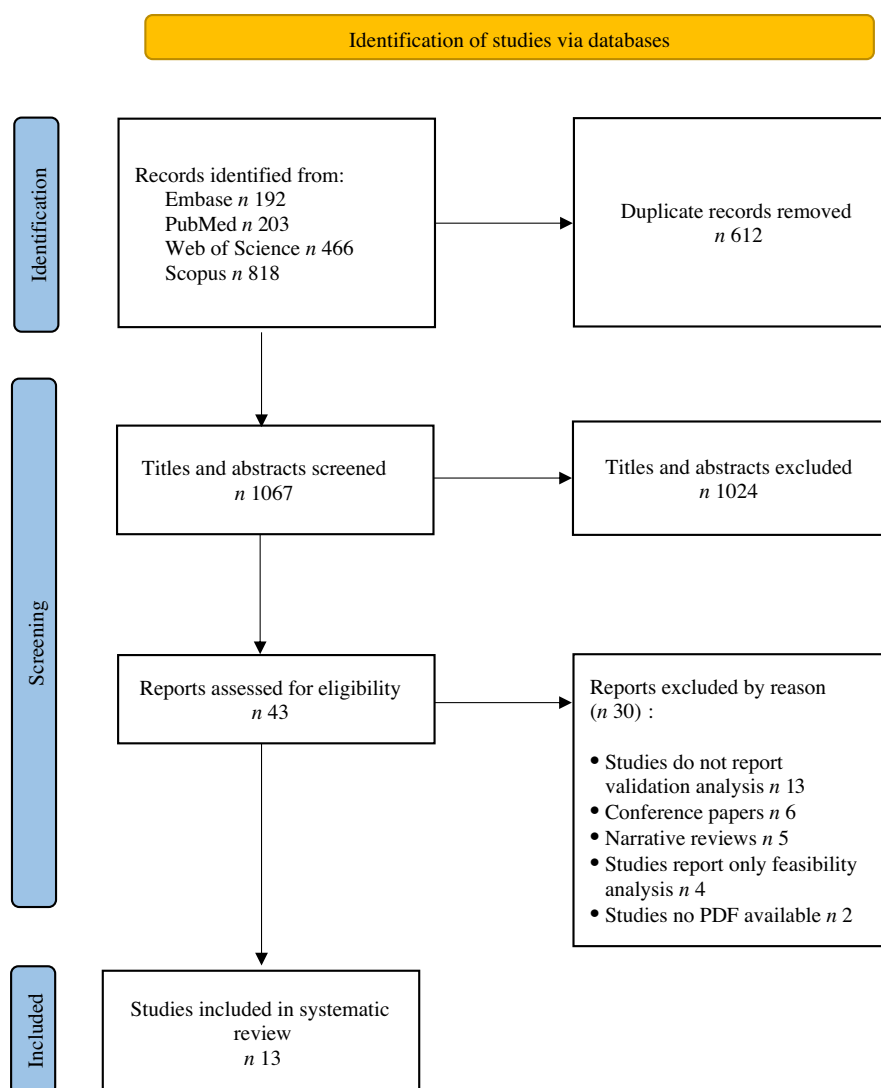 Identification of studies via databases
Identification
Records identified from:
Embase n 192
PubMed n 203
Web of Science n 466
Scopus n 818
Duplicate records removed
n 612
Screening
Titles and abstracts screened
n 1067
Titles and abstracts excluded
n 1024
Reports assessed for eligibility
n 43
Reports excluded by reason
(n 30) :
• Studies do not report
validation analysis n 13
• Conference papers n 6
• Narrative reviews n 5
• Studies report only feasibility
analysis n 4
• Studies no PDF available n 2
Included
Studies included in systematic
review
n 13